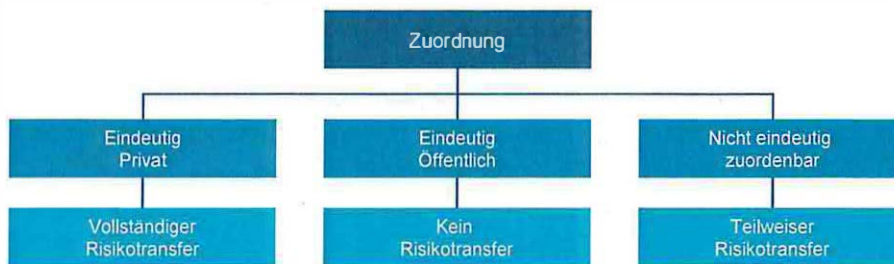 Zuordnung
Eindeutig
Privat
Eindeutig
Öffentlich
Nicht eindeutig
zuordenbar
Vollständiger
Risikotransfer
Kein
Risikotransfer
Teilweiser
Risikotransfer